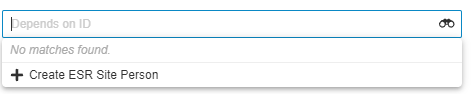 Depends on ID
No matches found.
Create ESR Site Person